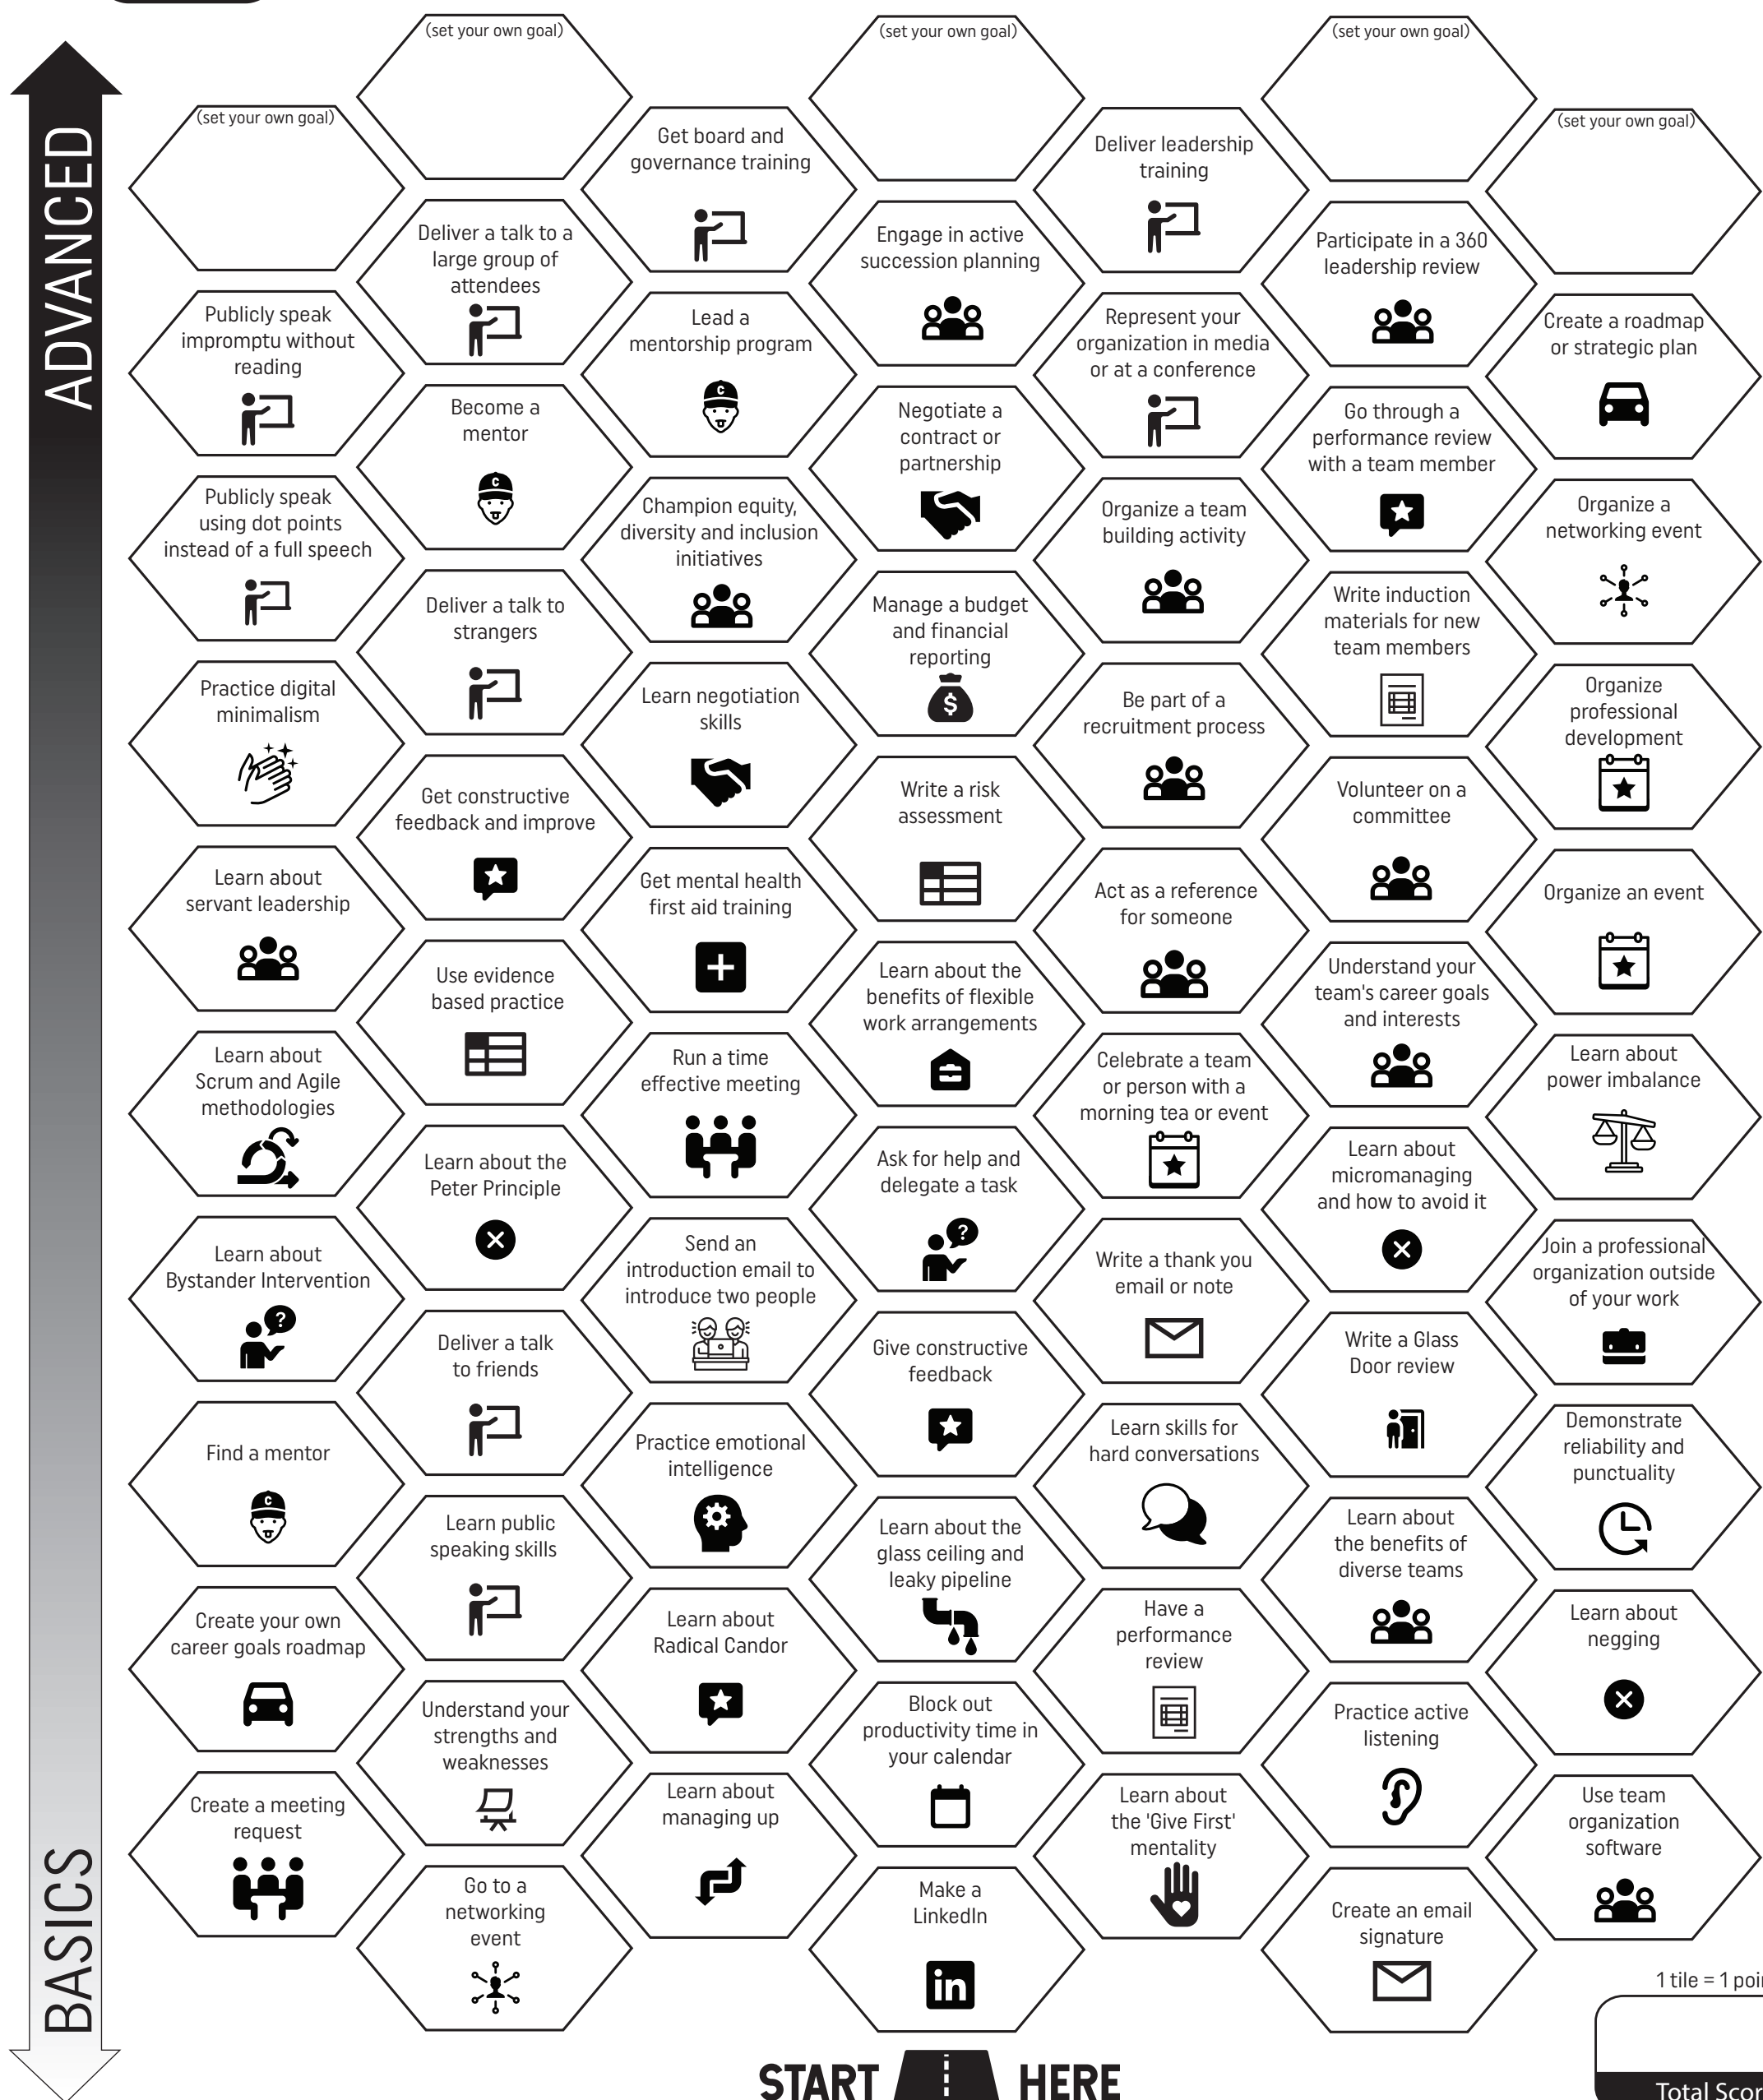 (set your own goal)
(set your own goal)
(set your own goal)
(set your own goal)
Get board and
governance training
Deliver leadership
training
(set your own goal)
ADVANCED
Deliver a talk to a
large group of
attendees
Engage in active
succession planning
Participate in a 360
leadership review
Publicly speak
impromptu without
reading
Lead a
mentorship program
Represent your
organization in media
or at a conference
Create a roadmap
or strategic plan
Become a
mentor
Negotiate a
contract or
partnership
Go through a
performance review
with a team member
Publicly speak
using dot points
instead of a full speech
Champion equity,
diversity and inclusion
initiatives
Organize a team
building activity
Organize a
networking event
Deliver a talk to
strangers
Manage a budget
and financial
reporting
$
Write induction
materials for new
team members
Practice digital
minimalism
Learn negotiation
skills
Be part of a
recruitment process
Organize
professional
development
Get constructive
feedback and improve
Write a risk
assessment
Volunteer on a
committee
Learn about
servant leadership
Get mental health
first aid training
Act as a reference
for someone
Organize an event
Use evidence
based practice
Learn about the
benefits of flexible
work arrangements
Understand your
team's career goals
and interests
Learn about
Scrum and Agile
methodologies
Run a time
effective meeting
Celebrate a team
or person with a
morning tea or event
Learn about
power imbalance
Learn about the
Peter Principle
Ask for help and
delegate a task
?
Learn about
micromanaging
and how to avoid it
Learn about
Bystander Intervention
?
Send an
introduction email to
introduce two people
Write a thank you
email or note
Join a professional
organization outside
of your work
Deliver a talk
to friends
Give constructive
feedback
Write a Glass
Door review
Find a mentor
Practice emotional
intelligence
Learn skills for
hard conversations
Demonstrate
reliability and
punctuality
Learn public
speaking skills
Learn about the
glass ceiling and
leaky pipeline
Learn about
the benefits of
diverse teams
Create your own
career goals roadmap
Learn about
Radical Candor
Have a
performance
review
Learn about
negging
Understand your
strengths and
weaknesses
Block out
productivity time in
your calendar
Practice active
listening
Create a meeting
request
Learn about
managing up
Learn about
the 'Give First'
mentality
Use team
organization
software
BASICS
Go to a
networking
event
Make a
LinkedIn
in
Create an email
signature
1 tile = 1 poi
START HERE
Total Scor